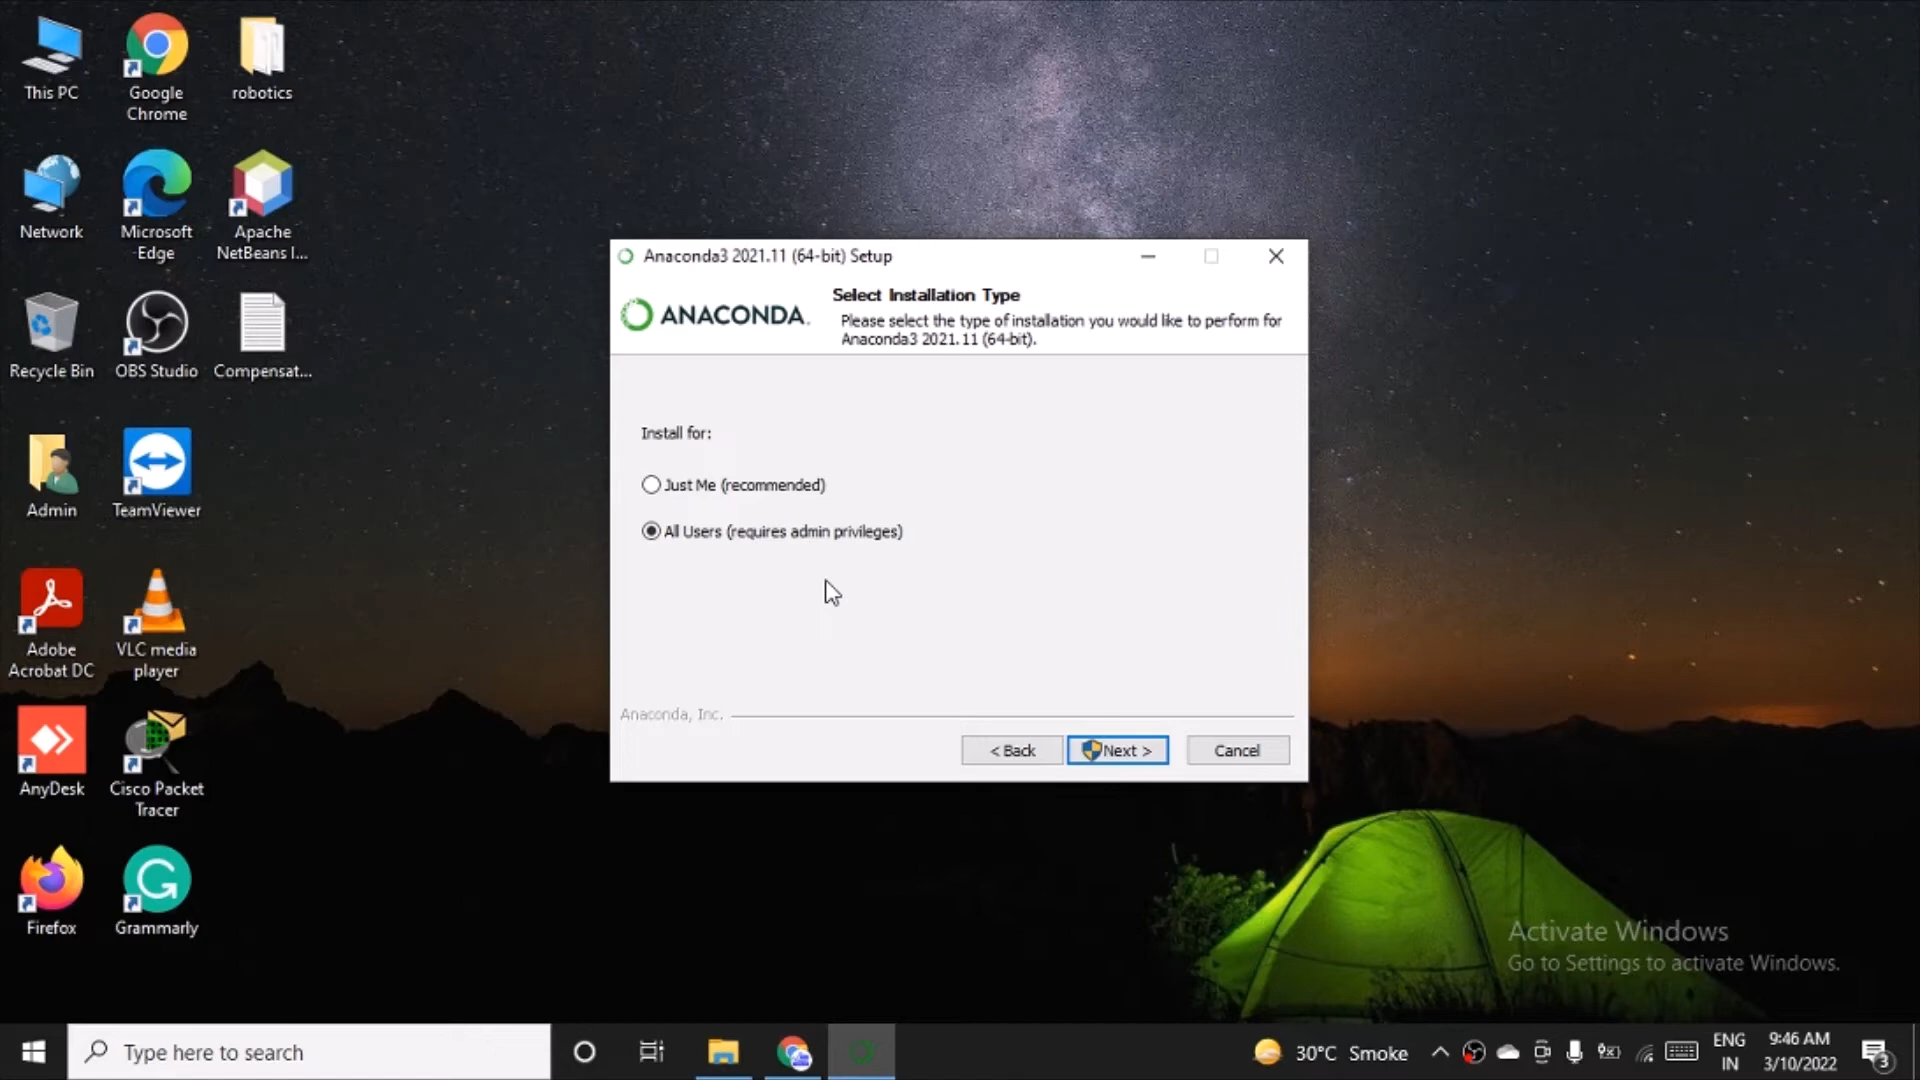 This PC
Google
Chrome
robotics
Network
Microsoft
Edge
Apache
NetBeans I...
Recycle Bin
OBS Studio
Compensat...
Admin
TeamViewer
Adobe
Acrobat DC
VLC media
player
AnyDesk
Cisco Packet
Tracer
Firefox
Grammarly
Anaconda3 2021.11 (64-bit) Setup
ANACONDA.
Select Installation Type
Please select the type of installation you would like to perform for
Anaconda3 2021.11 (64-bit).
Install for:
Just Me (recommended)
All Users (requires admin privileges)
Anaconda, Inc.
< Back
Next >
Cancel
Activate Windows
Go to Settings to activate Windows.
Type here to search
30°C Smoke
ENG
IN
9:46 AM
3/10/2022
3